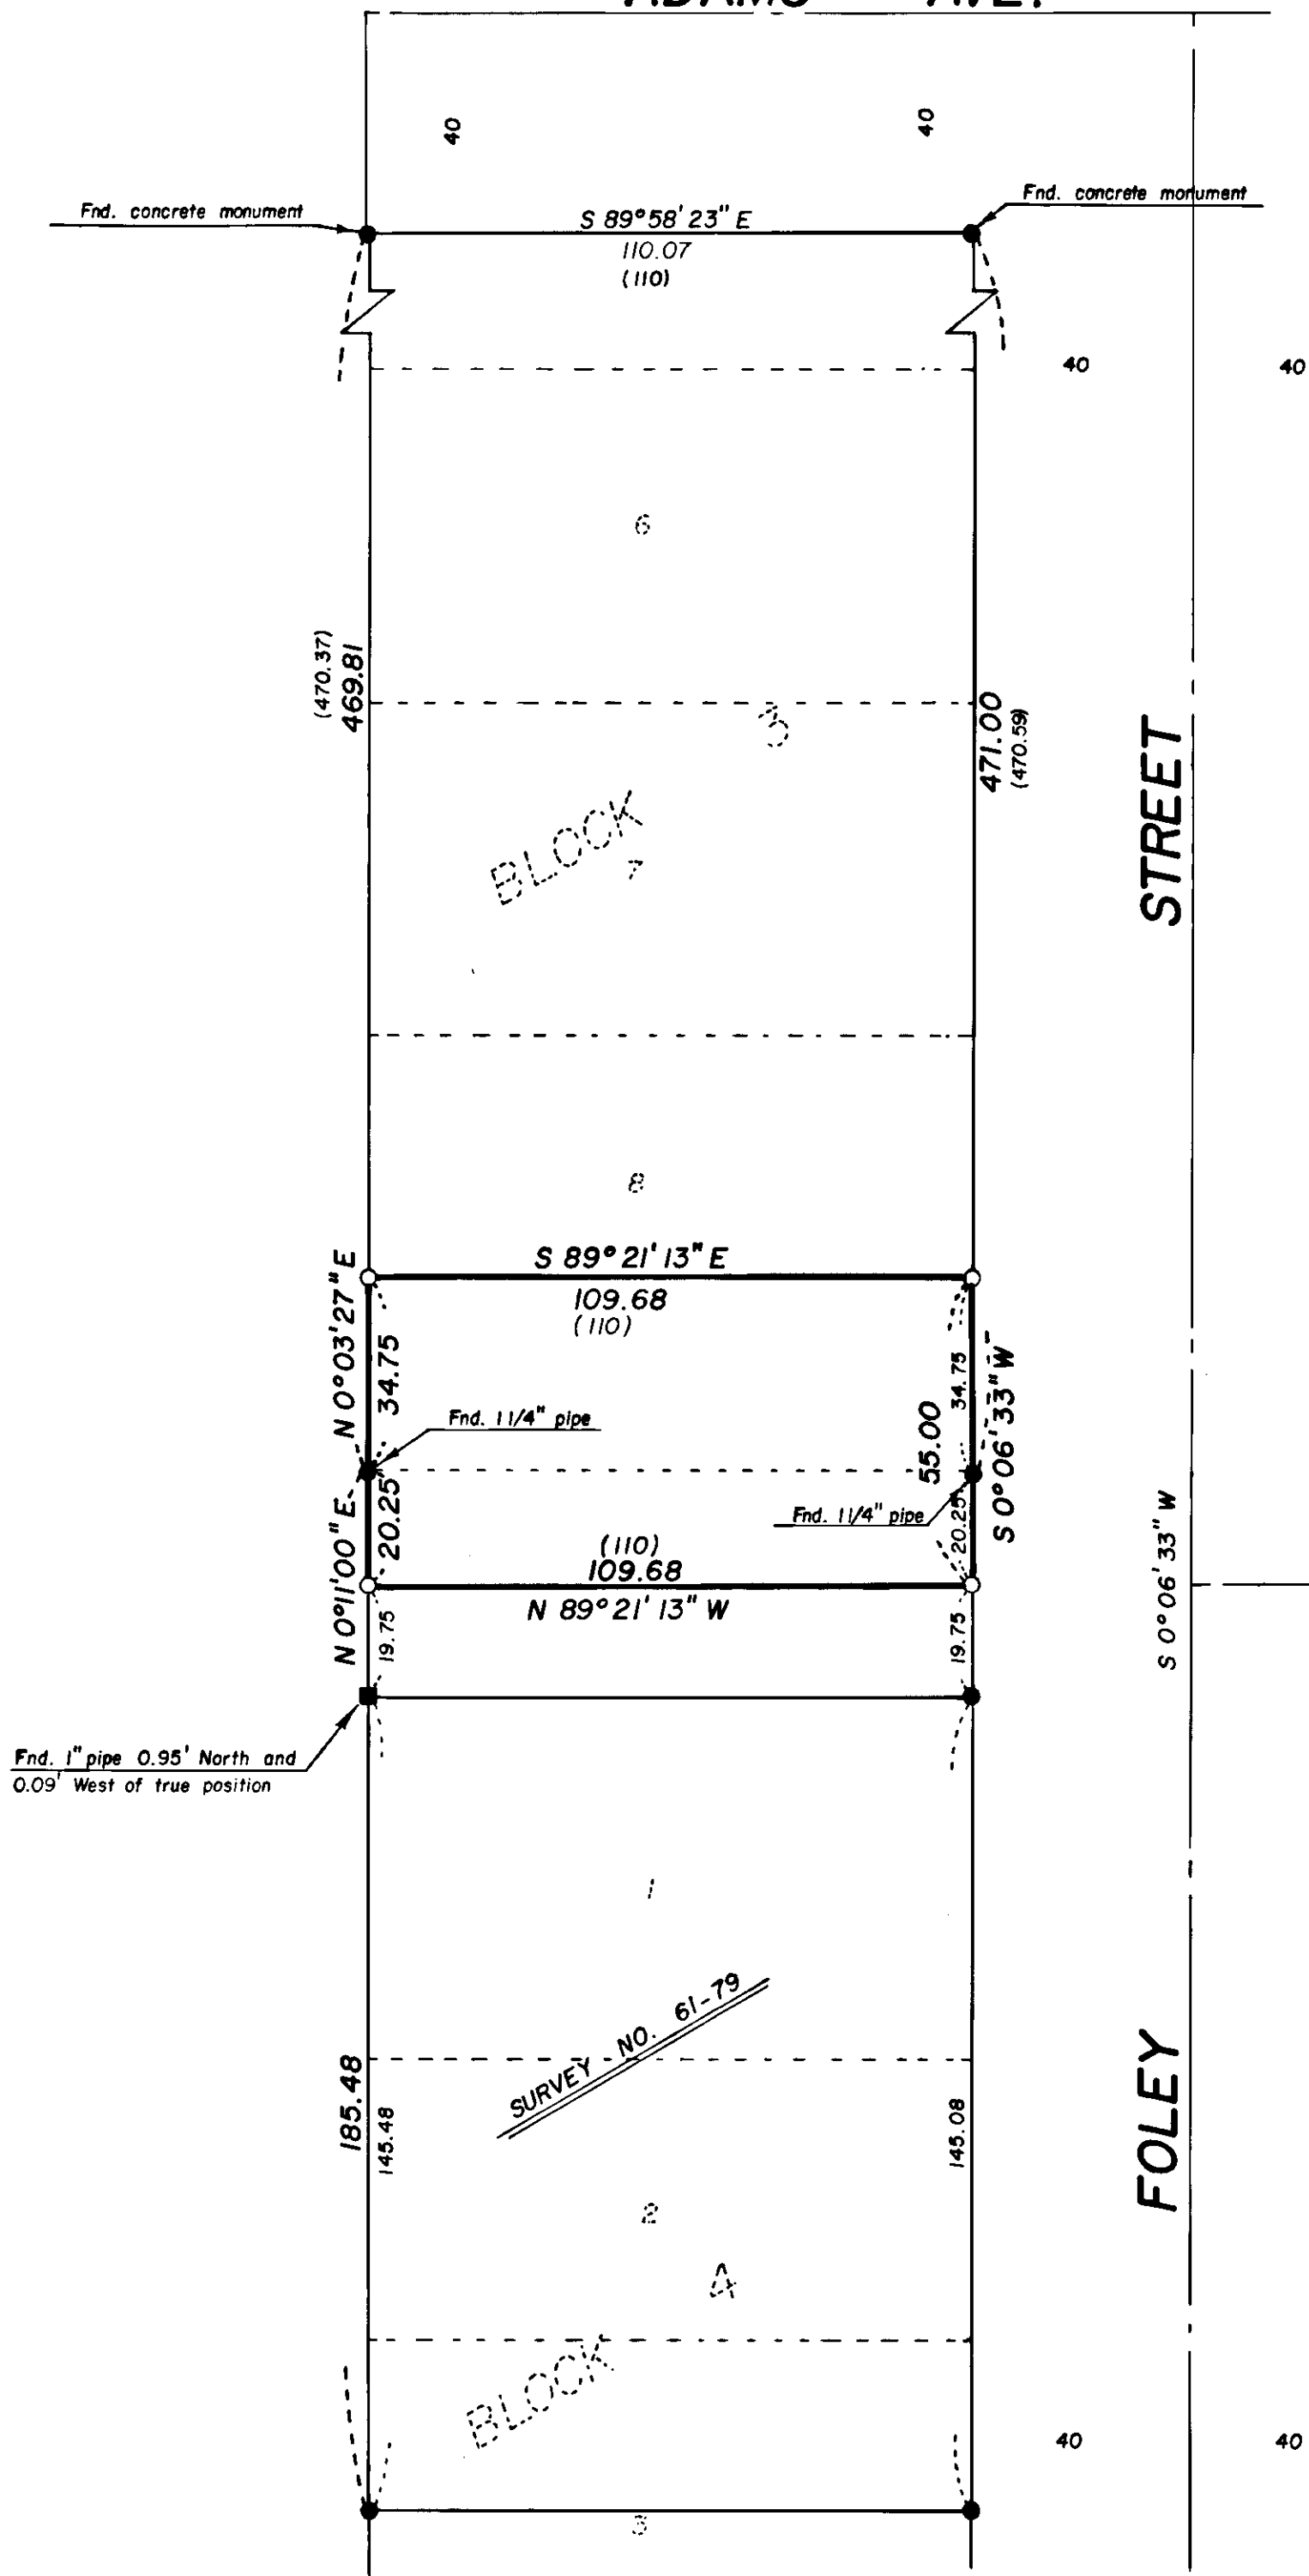 ADAMS AVE.
40
40
Fnd. concrete monument
Fnd. concrete monument
S 89°58'23" E
110.07
(110)
40
40
6
(470.37)
469.81
3
471.00
(470.59)
BLOCK
7
STREET
8
S 89°21'13" E
109.68
(110)
N 0°03'27" E
34.75
34.75
55.00
S 0°06'33" W
Fnd. 1 1/4" pipe
Fnd. 1 1/4" pipe
N 0°11'00" E
20.25
20.25
(110)
109.68
N 89°21'13" W
S 0°06'33" W
19.75
19.75
Fnd. 1" pipe 0.95' North and
0.09' West of true position
1
SURVEY NO. 61-79
185.48
145.48
145.08
FOLEY
2
4
BLOCK
40
40
3